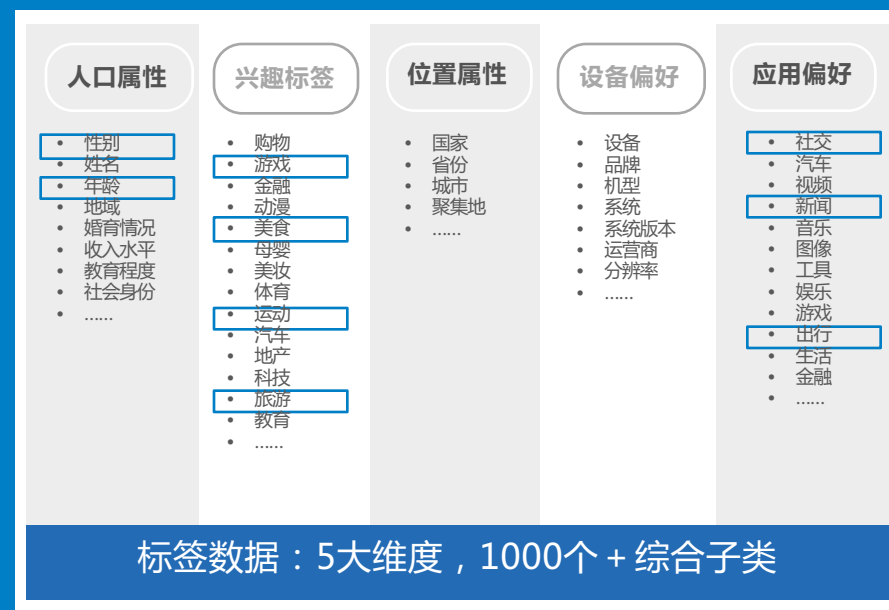 人口属性
• 性别
• 姓名
• 年龄
• 地域
• 婚育情况
• 收入水平
• 教育程度
• 社会身份
• ……
兴趣标签
• 购物
• 游戏
• 金融
• 动漫
• 美食
• 母婴
• 美妆
• 体育
• 运动
• 汽车
• 地产
• 科技
• 旅游
• 教育
• ……
位置属性
• 国家
• 省份
• 城市
• 聚集地
• ……
设备偏好
• 设备
• 品牌
• 机型
• 系统
• 系统版本
• 运营商
• 分辨率
• ……
应用偏好
• 社交
• 汽车
• 视频
• 新闻
• 音乐
• 图像
• 工具
• 娱乐
• 游戏
• 出行
• 生活
• 金融
• ……
标签数据：5大维度，1000个＋综合子类